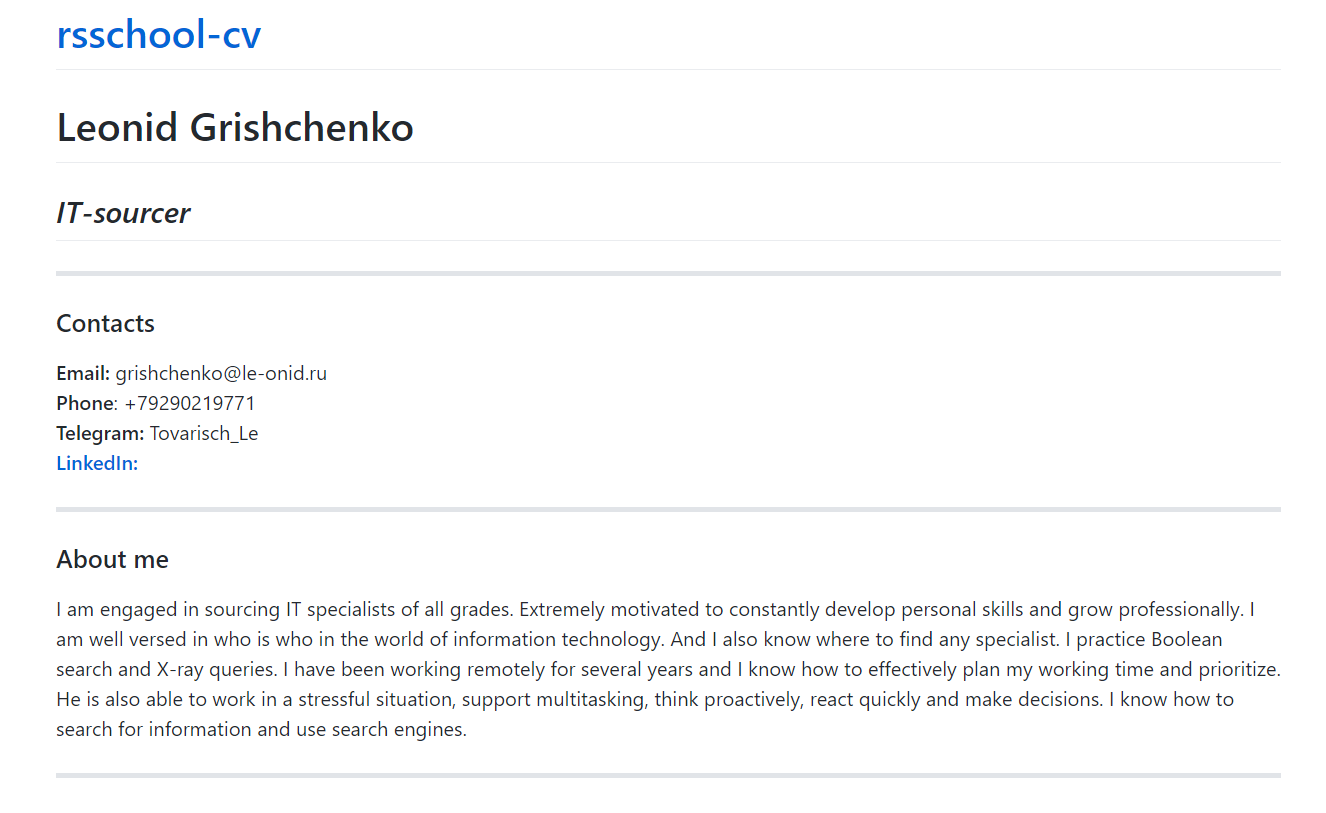 rsschool-cv
Leonid Grishchenko
IT-sourcer
Contacts
Email: grishchenko@le-onid.ru
Phone: +79290219771
Telegram: Tovarisch_Le
LinkedIn:
About me
I am engaged in sourcing IT specialists of all grades. Extremely motivated to constantly develop personal skills and grow professionally. I
am well versed in who is who in the world of information technology. And I also know where to find any specialist. I practice Boolean
search and X-ray queries. I have been working remotely for several years and I know how to effectively plan my working time and prioritize.
He is also able to work in a stressful situation, support multitasking, think proactively, react quickly and make decisions. I know how to
search for information and use search engines.